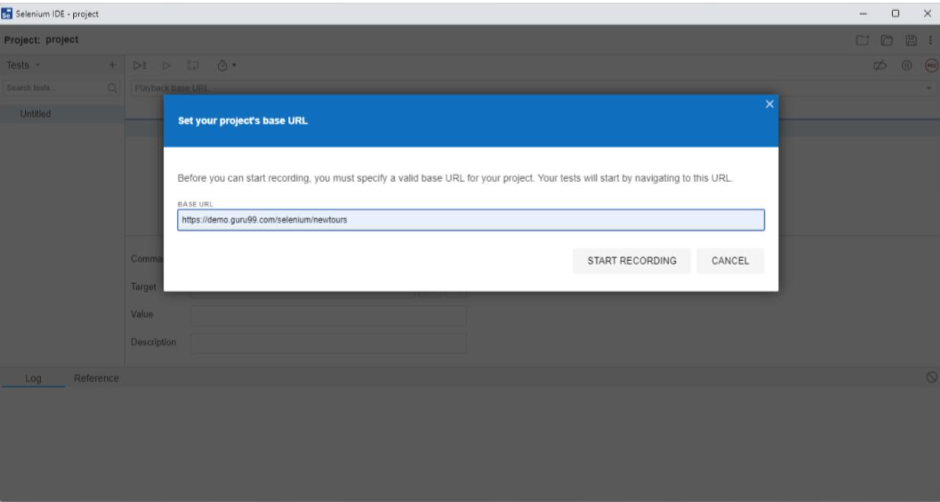 Selenium IDE - project
Project: project
Tests
Search tests...
Playback base URL
Untitled
Set your project's base URL
Before you can start recording, you must specify a valid base URL for your project. Your tests will start by navigating to this URL.
BASE URL
https://demo.guru99.com/selenium/newtours
START RECORDING
CANCEL
Comma
Target
Value
Description
Log
Reference